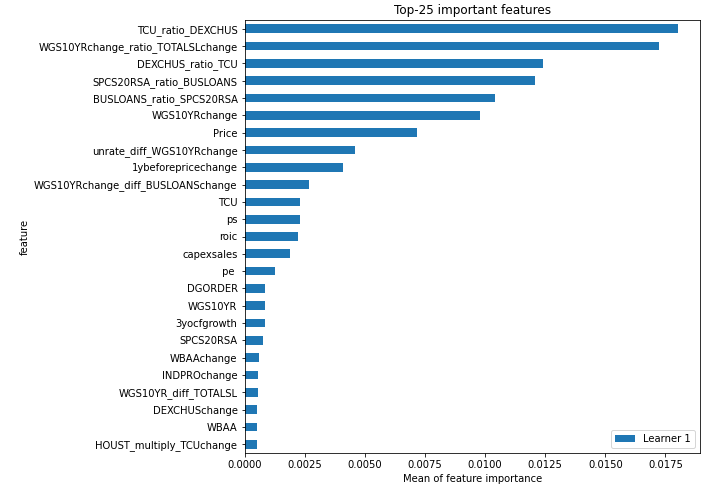 Top-25 important features
TCU_ratio_DEXCHUS
WGS10YRchange_ratio_TOTALSLchange
DEXCHUS_ratio_TCU
SPCS20RSA_ratio_BUSLOANS
BUSLOANS_ratio_SPCS20RSA
WGS10YRchange
Price
unrate_diff_WGS10YRchange
1ybeforepricechange
WGS10YRchange_diff_BUSLOANSchange
TCU
ps
roic
capexsales
pe
DGORDER
WGS10YR
3yocfgrowth
SPCS20RSA
WBAAchange
INDPROchange
WGS10YR_diff_TOTALSL
DEXCHUSchange
WBAA
HOUST_multiply_TCUchange
feature
Learner 1
0.0000 0.0025 0.0050 0.0075 0.0100 0.0125 0.0150 0.0175
Mean of feature importance